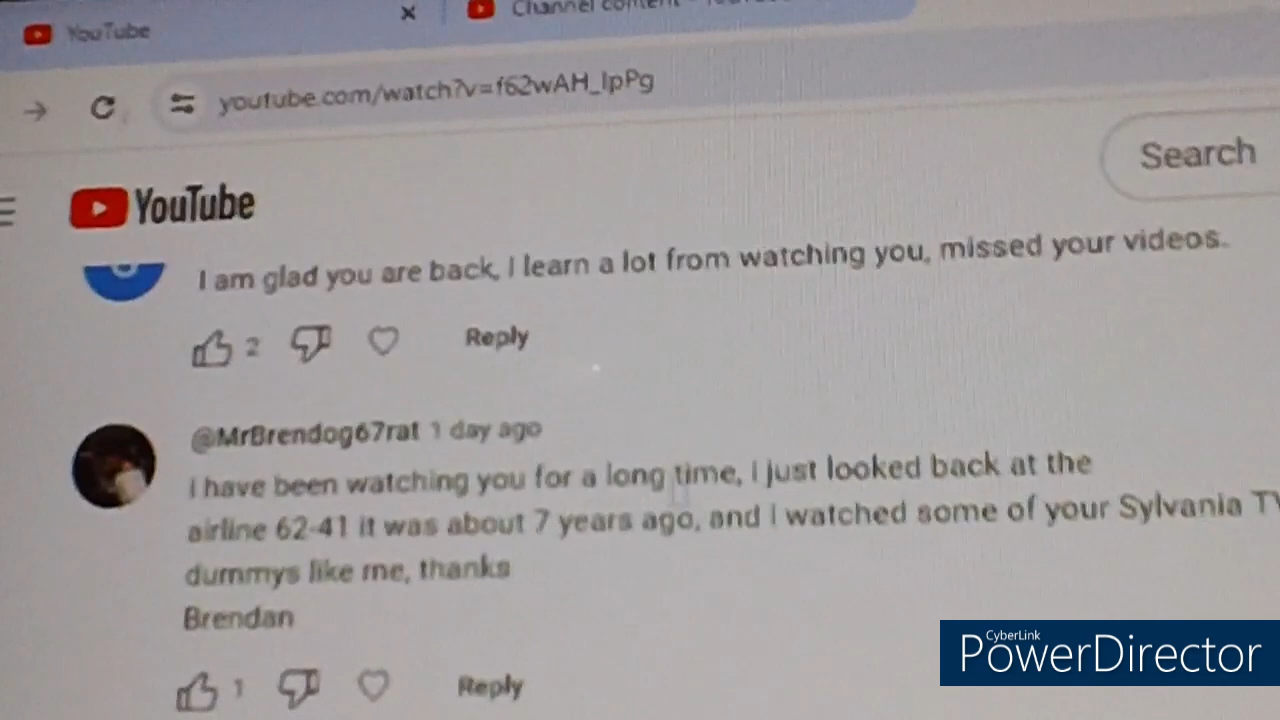 YouTube
Channel content
youtube.com/watch?v=f62wAH_IpPg
Search
YouTube
I am glad you are back, I learn a lot from watching you, missed your videos.
2 Reply
@MrBrendog67rat 1 day ago
I have been watching you for a long time, I just looked back at the
airline 62-41 it was about 7 years ago, and I watched some of your Sylvania TV
dummys like me, thanks
Brendan
1 Reply
CyberLink
PowerDirector